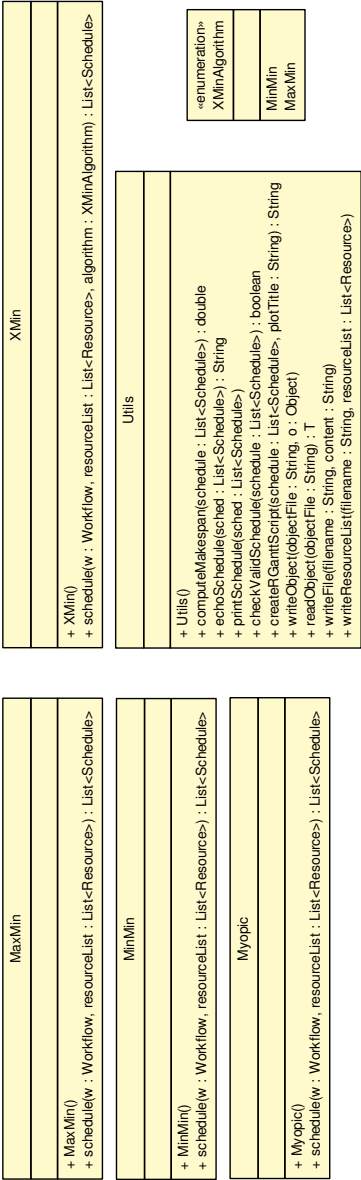 MaxMin
+ MaxMin()
+ schedule(w : Workflow, resourceList : List<Resource>) : List<Schedule>
XMin
+ XMin()
+ schedule(w : Workflow, resourceList : List<Resource>, algorithm : XMinAlgorithm) : List<Schedule>
MinMin
+ MinMin()
+ schedule(w : Workflow, resourceList : List<Resource>) : List<Schedule>
Utils
+ Utils()
+ computeMakespan(schedule : List<Schedule>) : double
+ echoSchedule(sched : List<Schedule>) : String
+ printSchedule(sched : List<Schedule>)
+ checkValidSchedule(schedule : List<Schedule>) : boolean
+ createRGanttScript(schedule : List<Schedule>, plotTitle : String) : String
+ writeObject(objectFile : String, o : Object)
+ readObject(objectFile : String) : T
+ writeFile(filename : String, content : String)
+ writeResourceList(filename : String, resourceList : List<Resource>)
«enumeration»
XMinAlgorithm
MinMin
MaxMin
Myopic
+ Myopic()
+ schedule(w : Workflow, resourceList : List<Resource>) : List<Schedule>